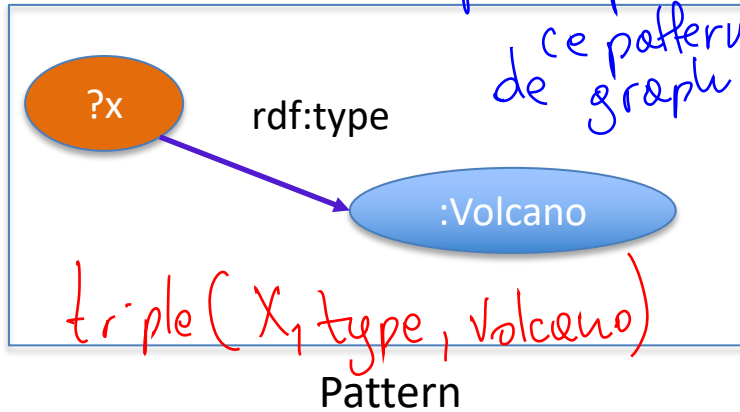 ce pattern
de graph
?x
rdf:type
:Volcano
triple(X, type, volcano)
Pattern